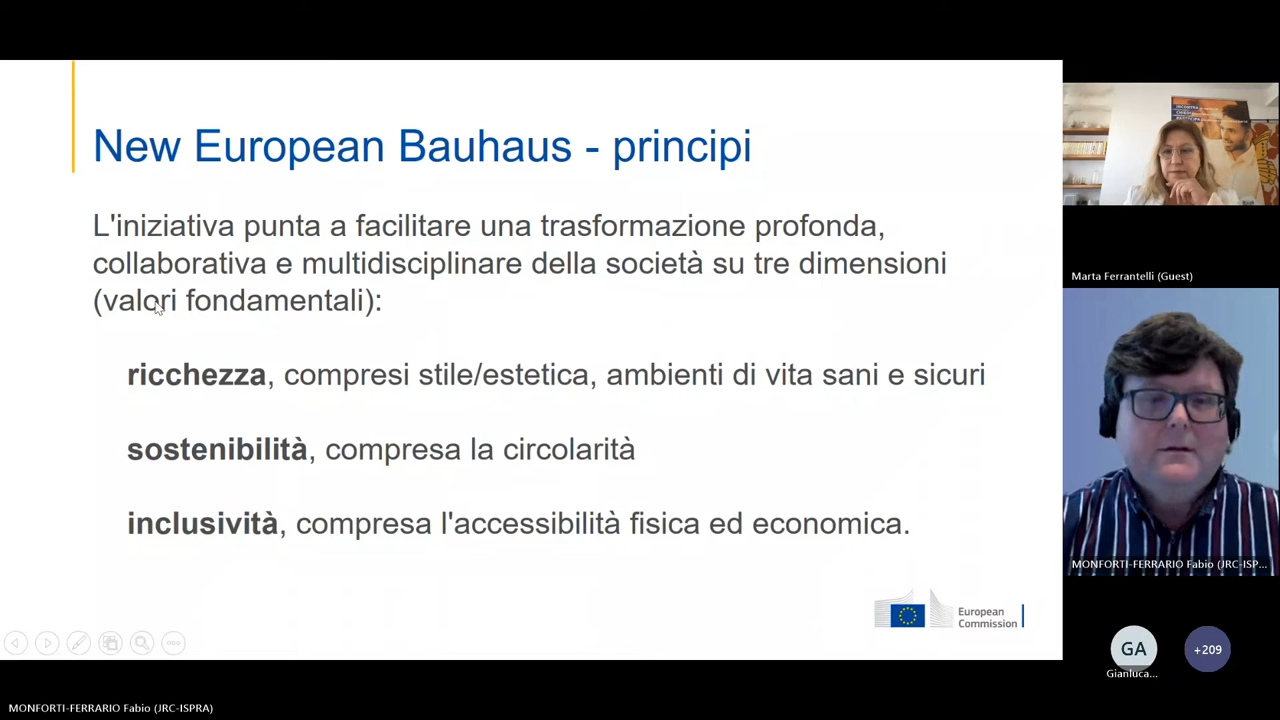 New European Bauhaus - principi
L'iniziativa punta a facilitare una trasformazione profonda,
collaborativa e multidisciplinare della società su tre dimensioni
(valori fondamentali):
ricchezza, compresi stile/estetica, ambienti di vita sani e sicuri
sostenibilità, compresa la circolarità
inclusività, compresa l'accessibilità fisica ed economica.
European
Commission
Marta Ferrantelli (Guest)
MONFORTI-FERRARIO Fabio (JRC-ISP...
GA
+209
Gianluca...
MONFORTI-FERRARIO Fabio (JRC-ISPRA)